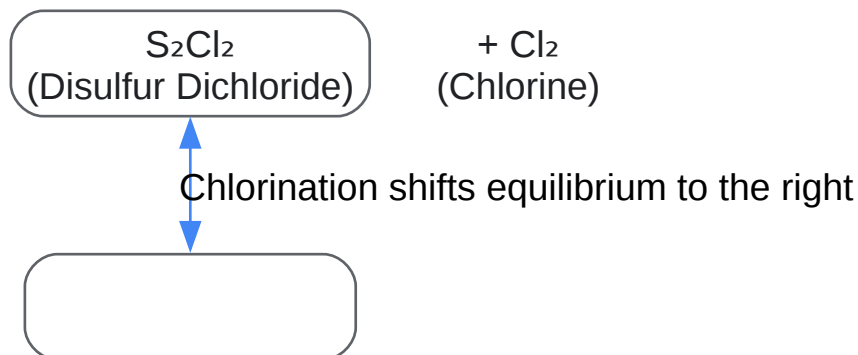 S₂Cl₂
(Disulfur Dichloride)
+ Cl₂
(Chlorine)
Chlorination shifts equilibrium to the right